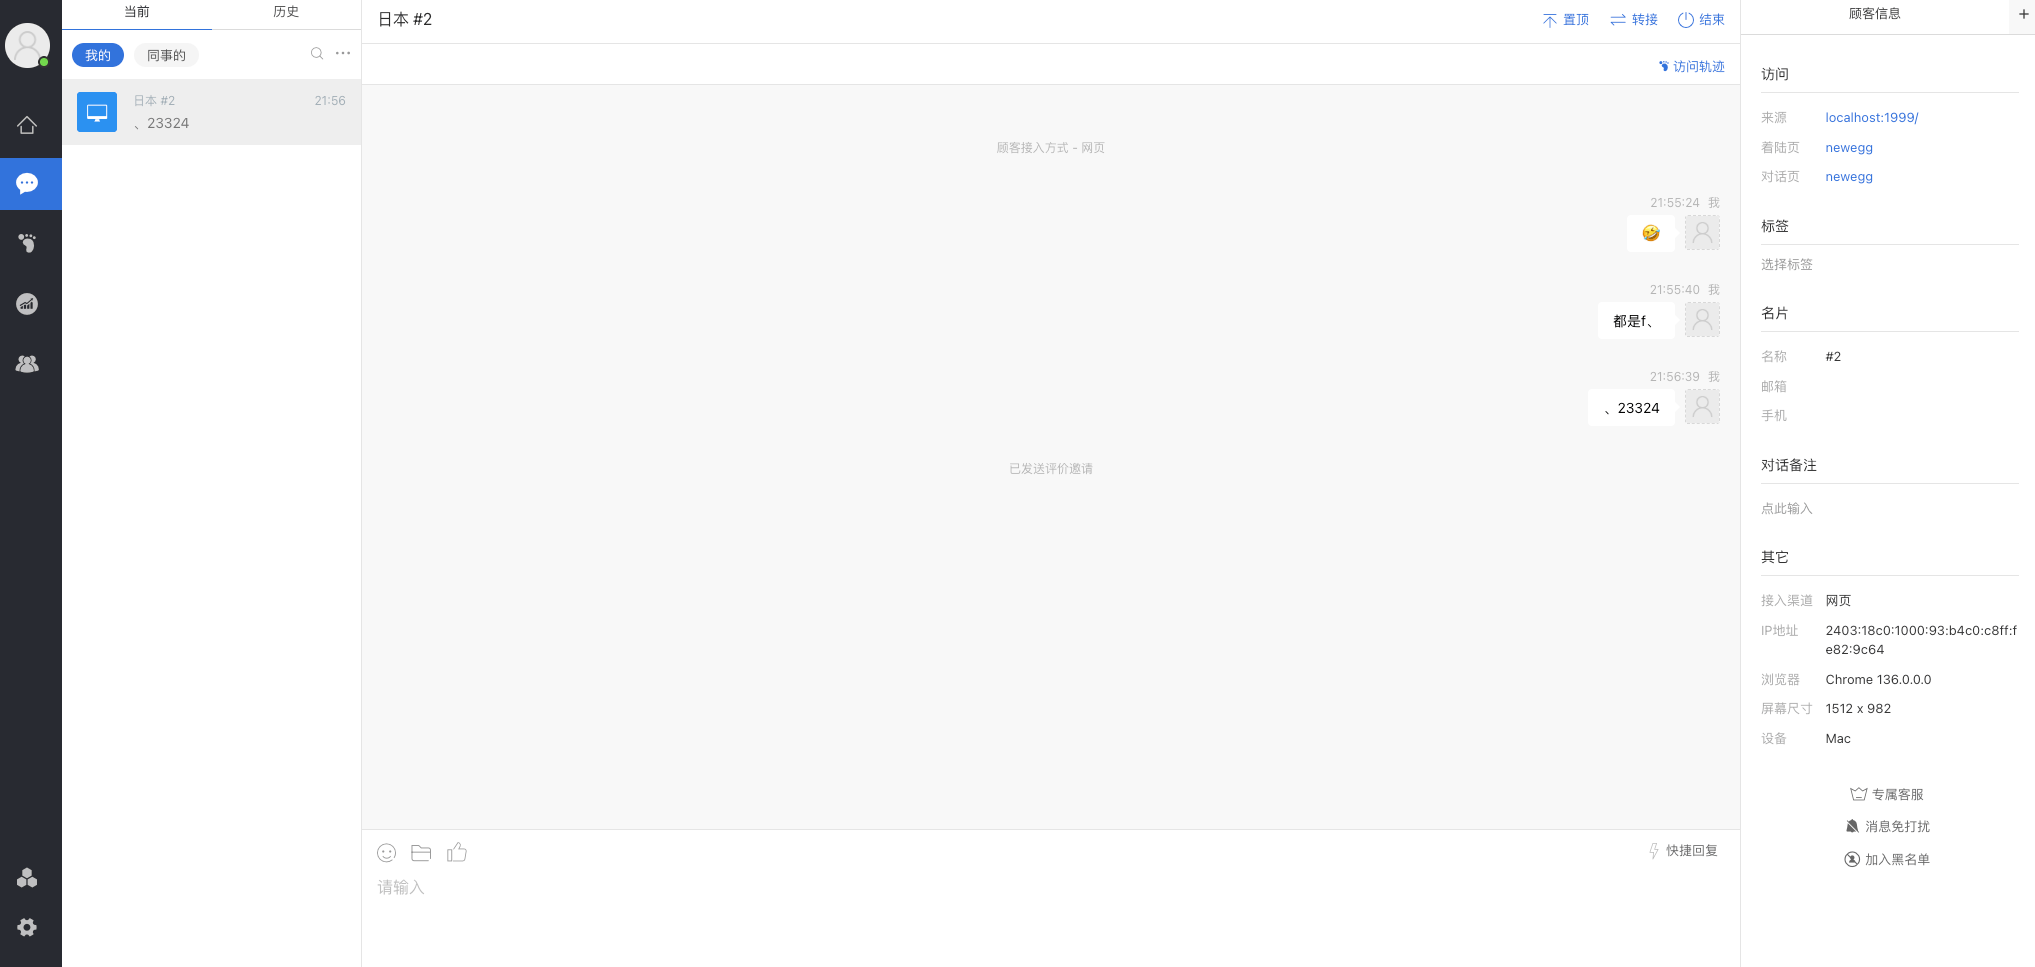 当前
历史
我的
同事的
日本 #2
21:56
、23324
日本 #2
置顶
转接
结束
访问轨迹
顾客接入方式 - 网页
21:55:24 我
🤣
21:55:40 我
都是f、
21:56:39 我
、23324
已发送评价邀请
快捷回复
请输入
顾客信息
+
访问
来源 localhost:1999/
着陆页 newegg
对话页 newegg
标签
选择标签
名片
名称 #2
邮箱
手机
对话备注
点此输入
其它
接入渠道 网页
IP地址 2403:18c0:1000:93:b4c0:c8ff:f
e82:9c64
浏览器 Chrome 136.0.0.0
屏幕尺寸 1512 x 982
设备 Mac
专属客服
消息免打扰
加入黑名单